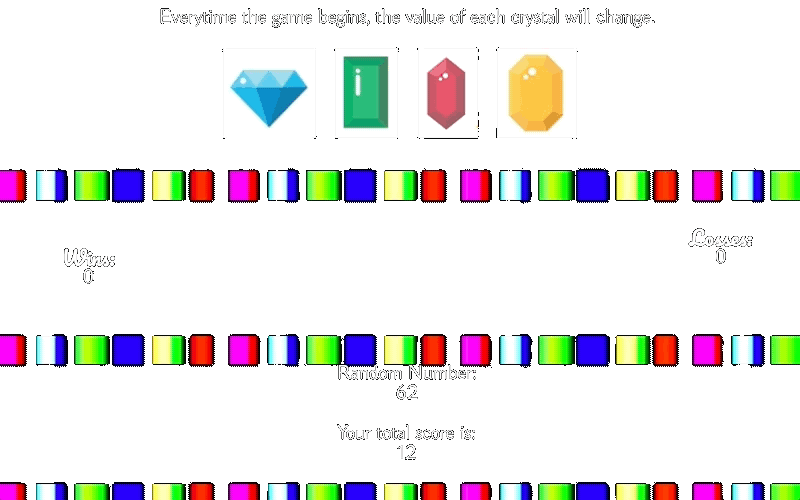 Everytime the game begins, the value of each crystal will change.
Wins:
0
Losses:
0
Random Number:
62
Your total score is:
12